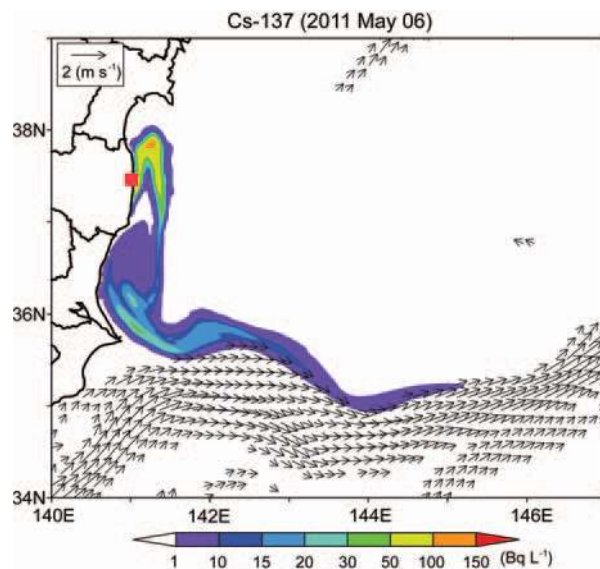 Cs-137 (2011 May 06)
2 (m s⁻¹)
38N
36N
34N
140E 142E 144E 146E
1 10 15 20 30 50 100 150 (Bq L⁻¹)